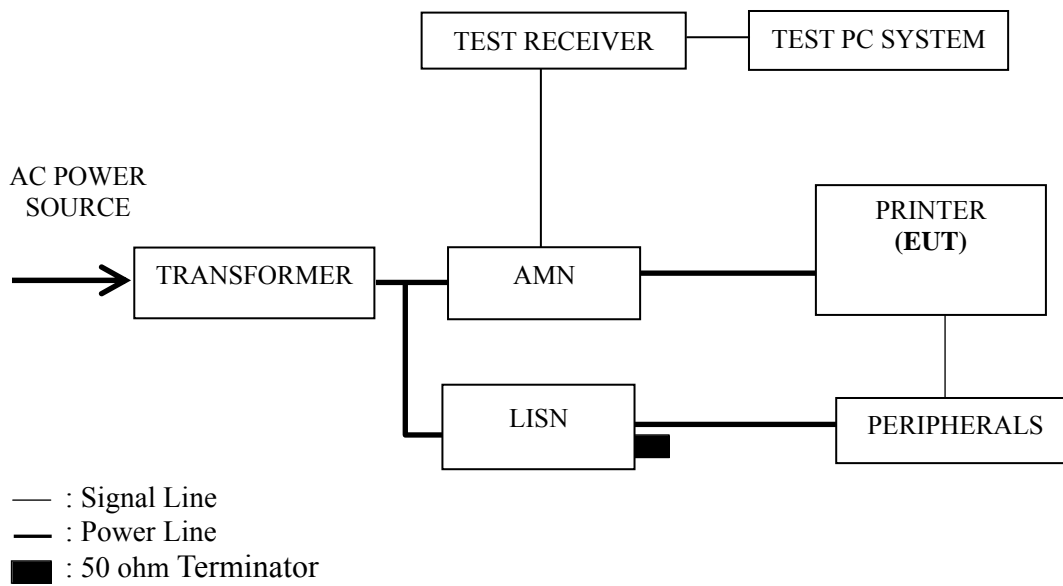 TEST RECEIVER
TEST PC SYSTEM
AC POWER
SOURCE
TRANSFORMER
AMN
PRINTER
(EUT)
LISN
PERIPHERALS
: Signal Line
: Power Line
: 50 ohm Terminator